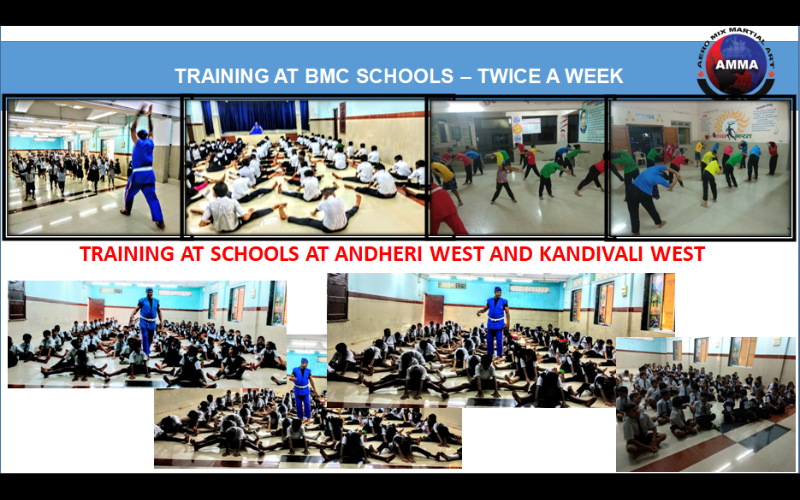 TRAINING AT BMC SCHOOLS – TWICE A WEEK
AERO MIX MARTIAL ART
AMMA
TRAINING AT SCHOOLS AT ANDHERI WEST AND KANDIVALI WEST